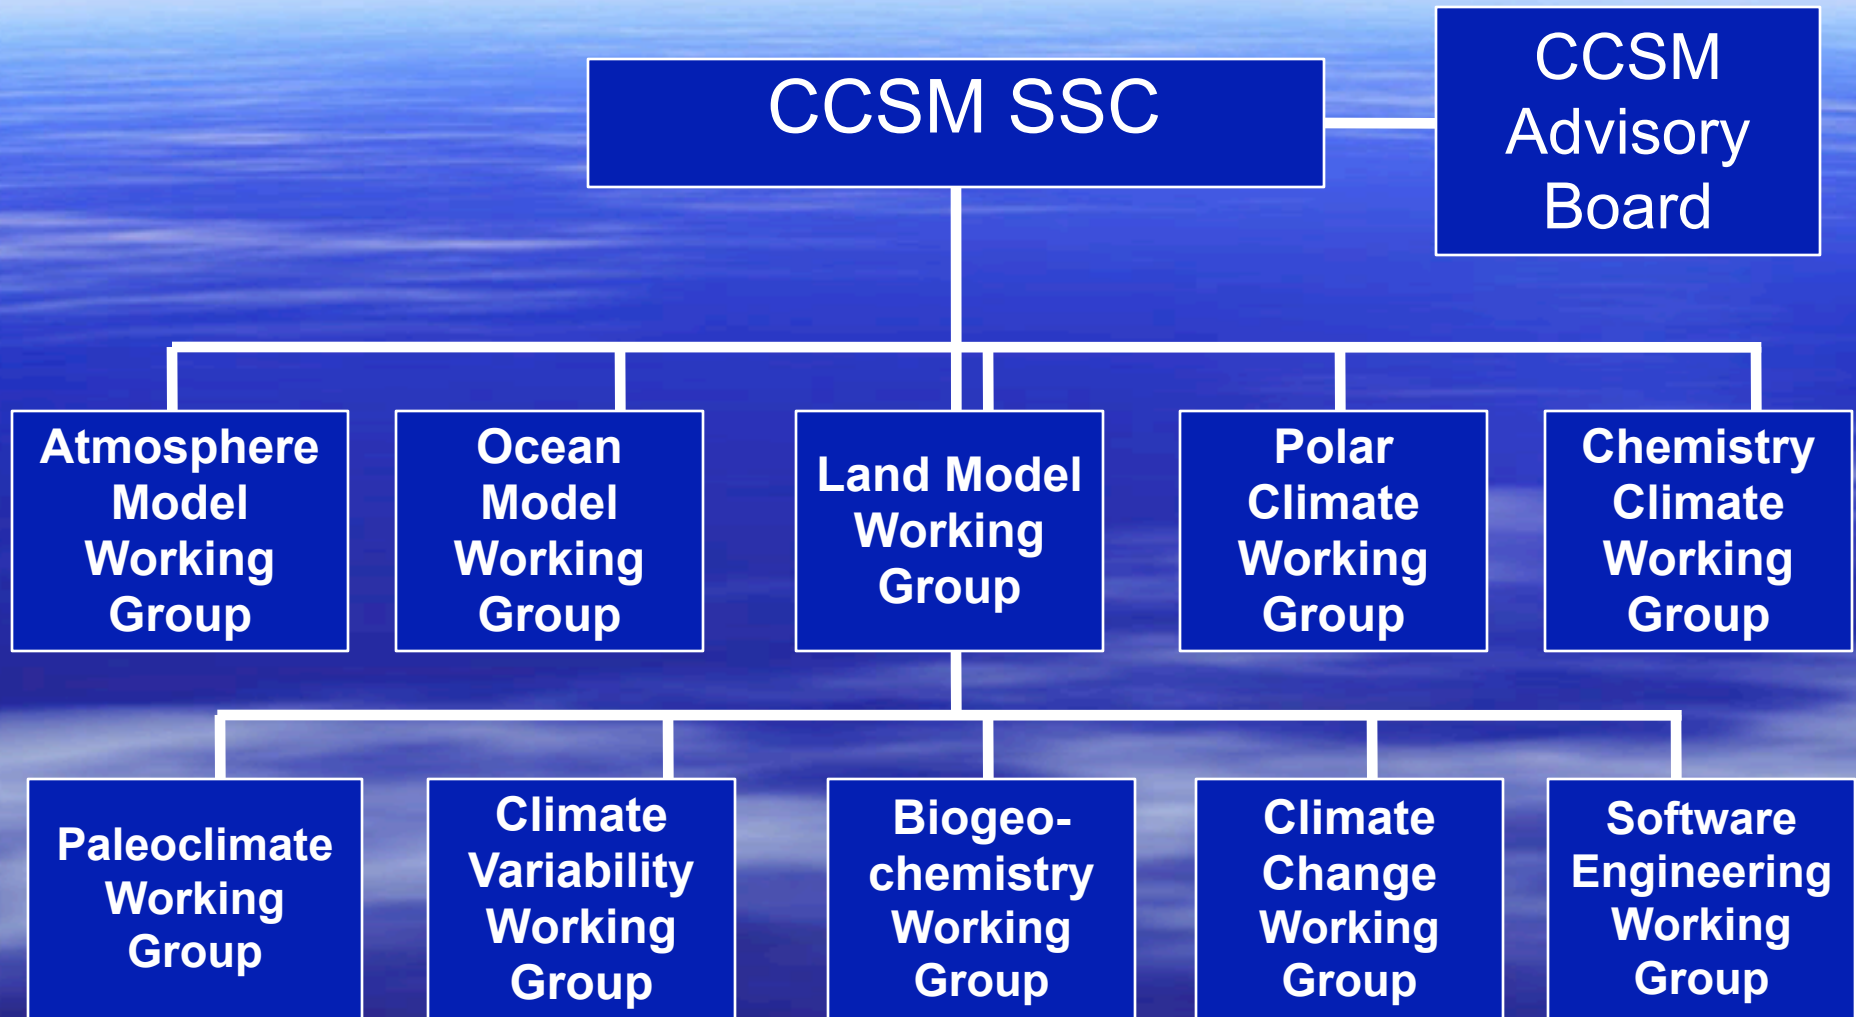 CCSM SSC
CCSM
Advisory
Board
Atmosphere
Model
Working
Group
Ocean
Model
Working
Group
Land Model
Working
Group
Polar
Climate
Working
Group
Chemistry
Climate
Working
Group
Paleoclimate
Working
Group
Climate
Variability
Working
Group
Biogeo-
chemistry
Working
Group
Climate
Change
Working
Group
Software
Engineering
Working
Group